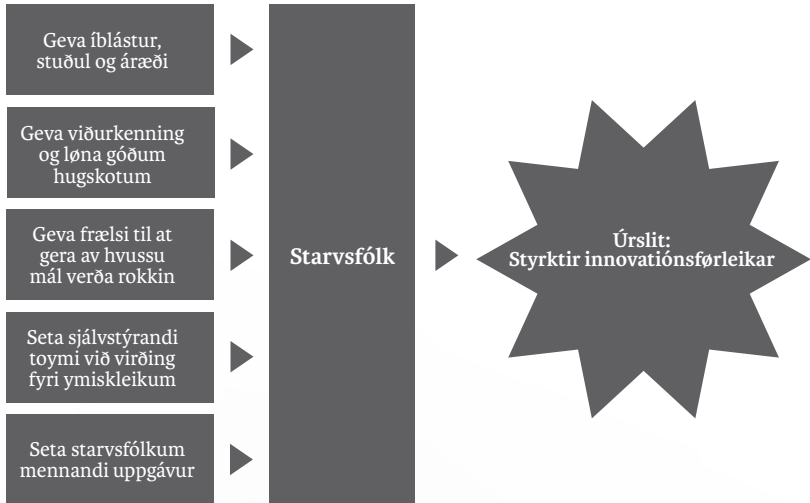 Geva íblástur,
stuðul og áræði
Geva viðurkenning
og løna góðum
hugskotum
Geva frælsi til at
gera av hvussu
mál verða rokkin
Seta sjálvstýrandi
toymi við virðing
fyri ymiskleikum
Seta starvsfólkum
mennandi uppgávur
Starvsfólk
Úrslit:
Styrktir innovatiónsførleikar